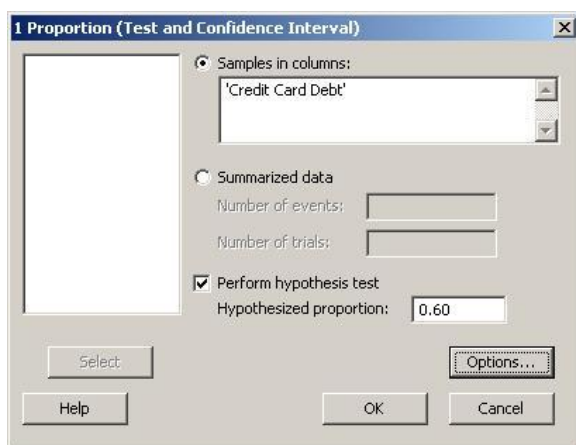 1 Proportion (Test and Confidence Interval)
Samples in columns:
'Credit Card Debt'
Summarized data
Number of events:
Number of trials:
Perform hypothesis test
Hypothesized proportion: 0.60
Select
Options...
Help
OK
Cancel